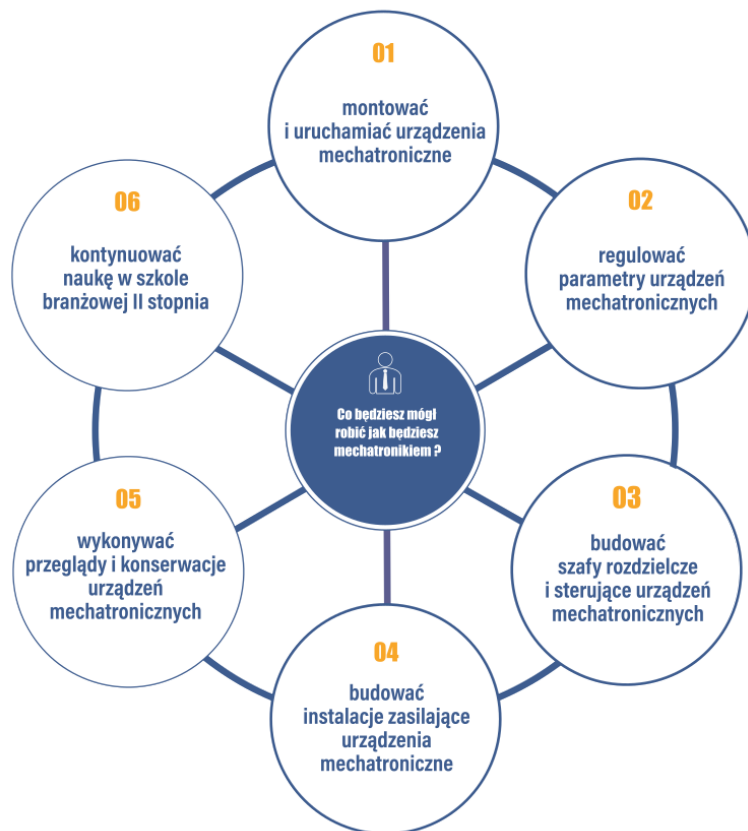 01
montować
i uruchamiać urządzenia
mechatroniczne
02
regulować
parametry urządzeń
mechatronicznych
03
budować
szafy rozdzielcze
i sterujące urządzeń
mechatronicznych
04
budować
instalacje zasilające
urządzenia
mechatroniczne
05
wykonywać
przeglądy i konserwacje
urządzeń
mechatronicznych
06
kontynuować
naukę w szkole
branżowej II stopnia
Co będziesz mógł
robić jak będziesz
mechatronikiem ?